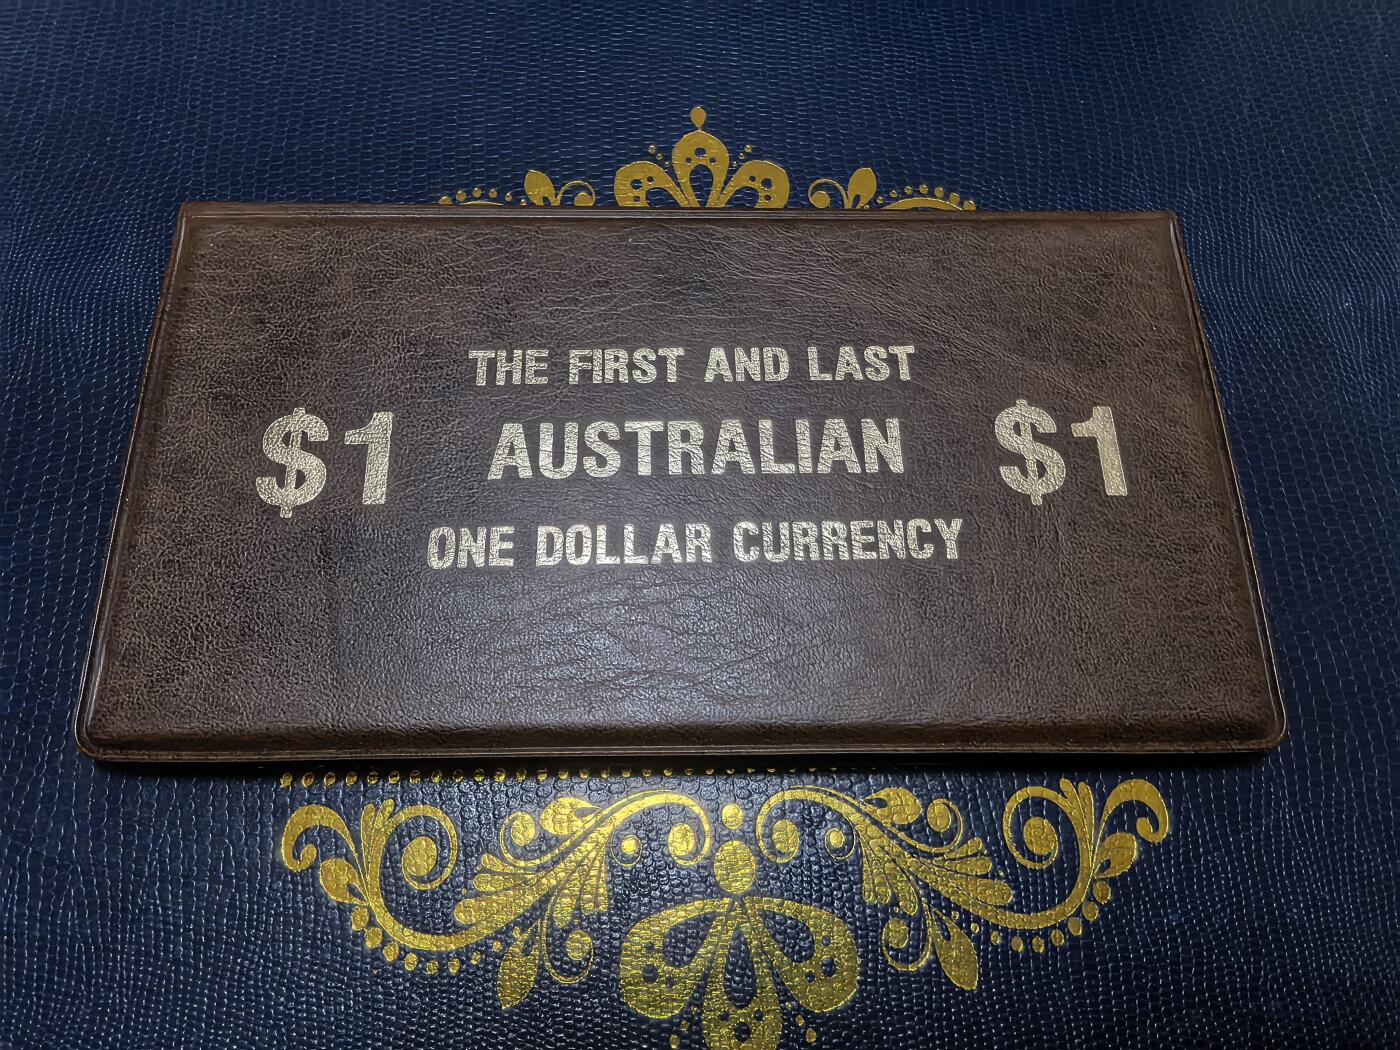 THE FIRST AND LAST
$1 AUSTRALIAN $1
ONE DOLLAR CURRENCY